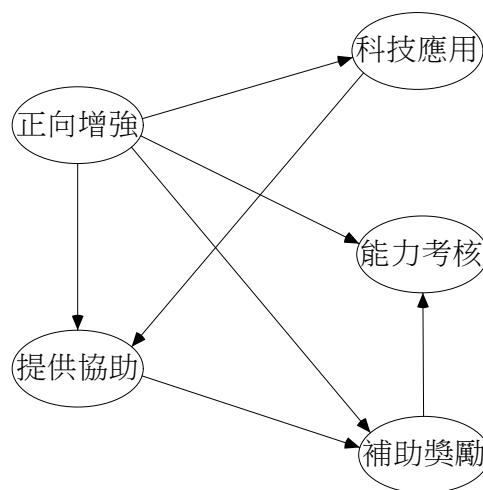 科技應用
正向增強
能力考核
提供協助
補助獎勵